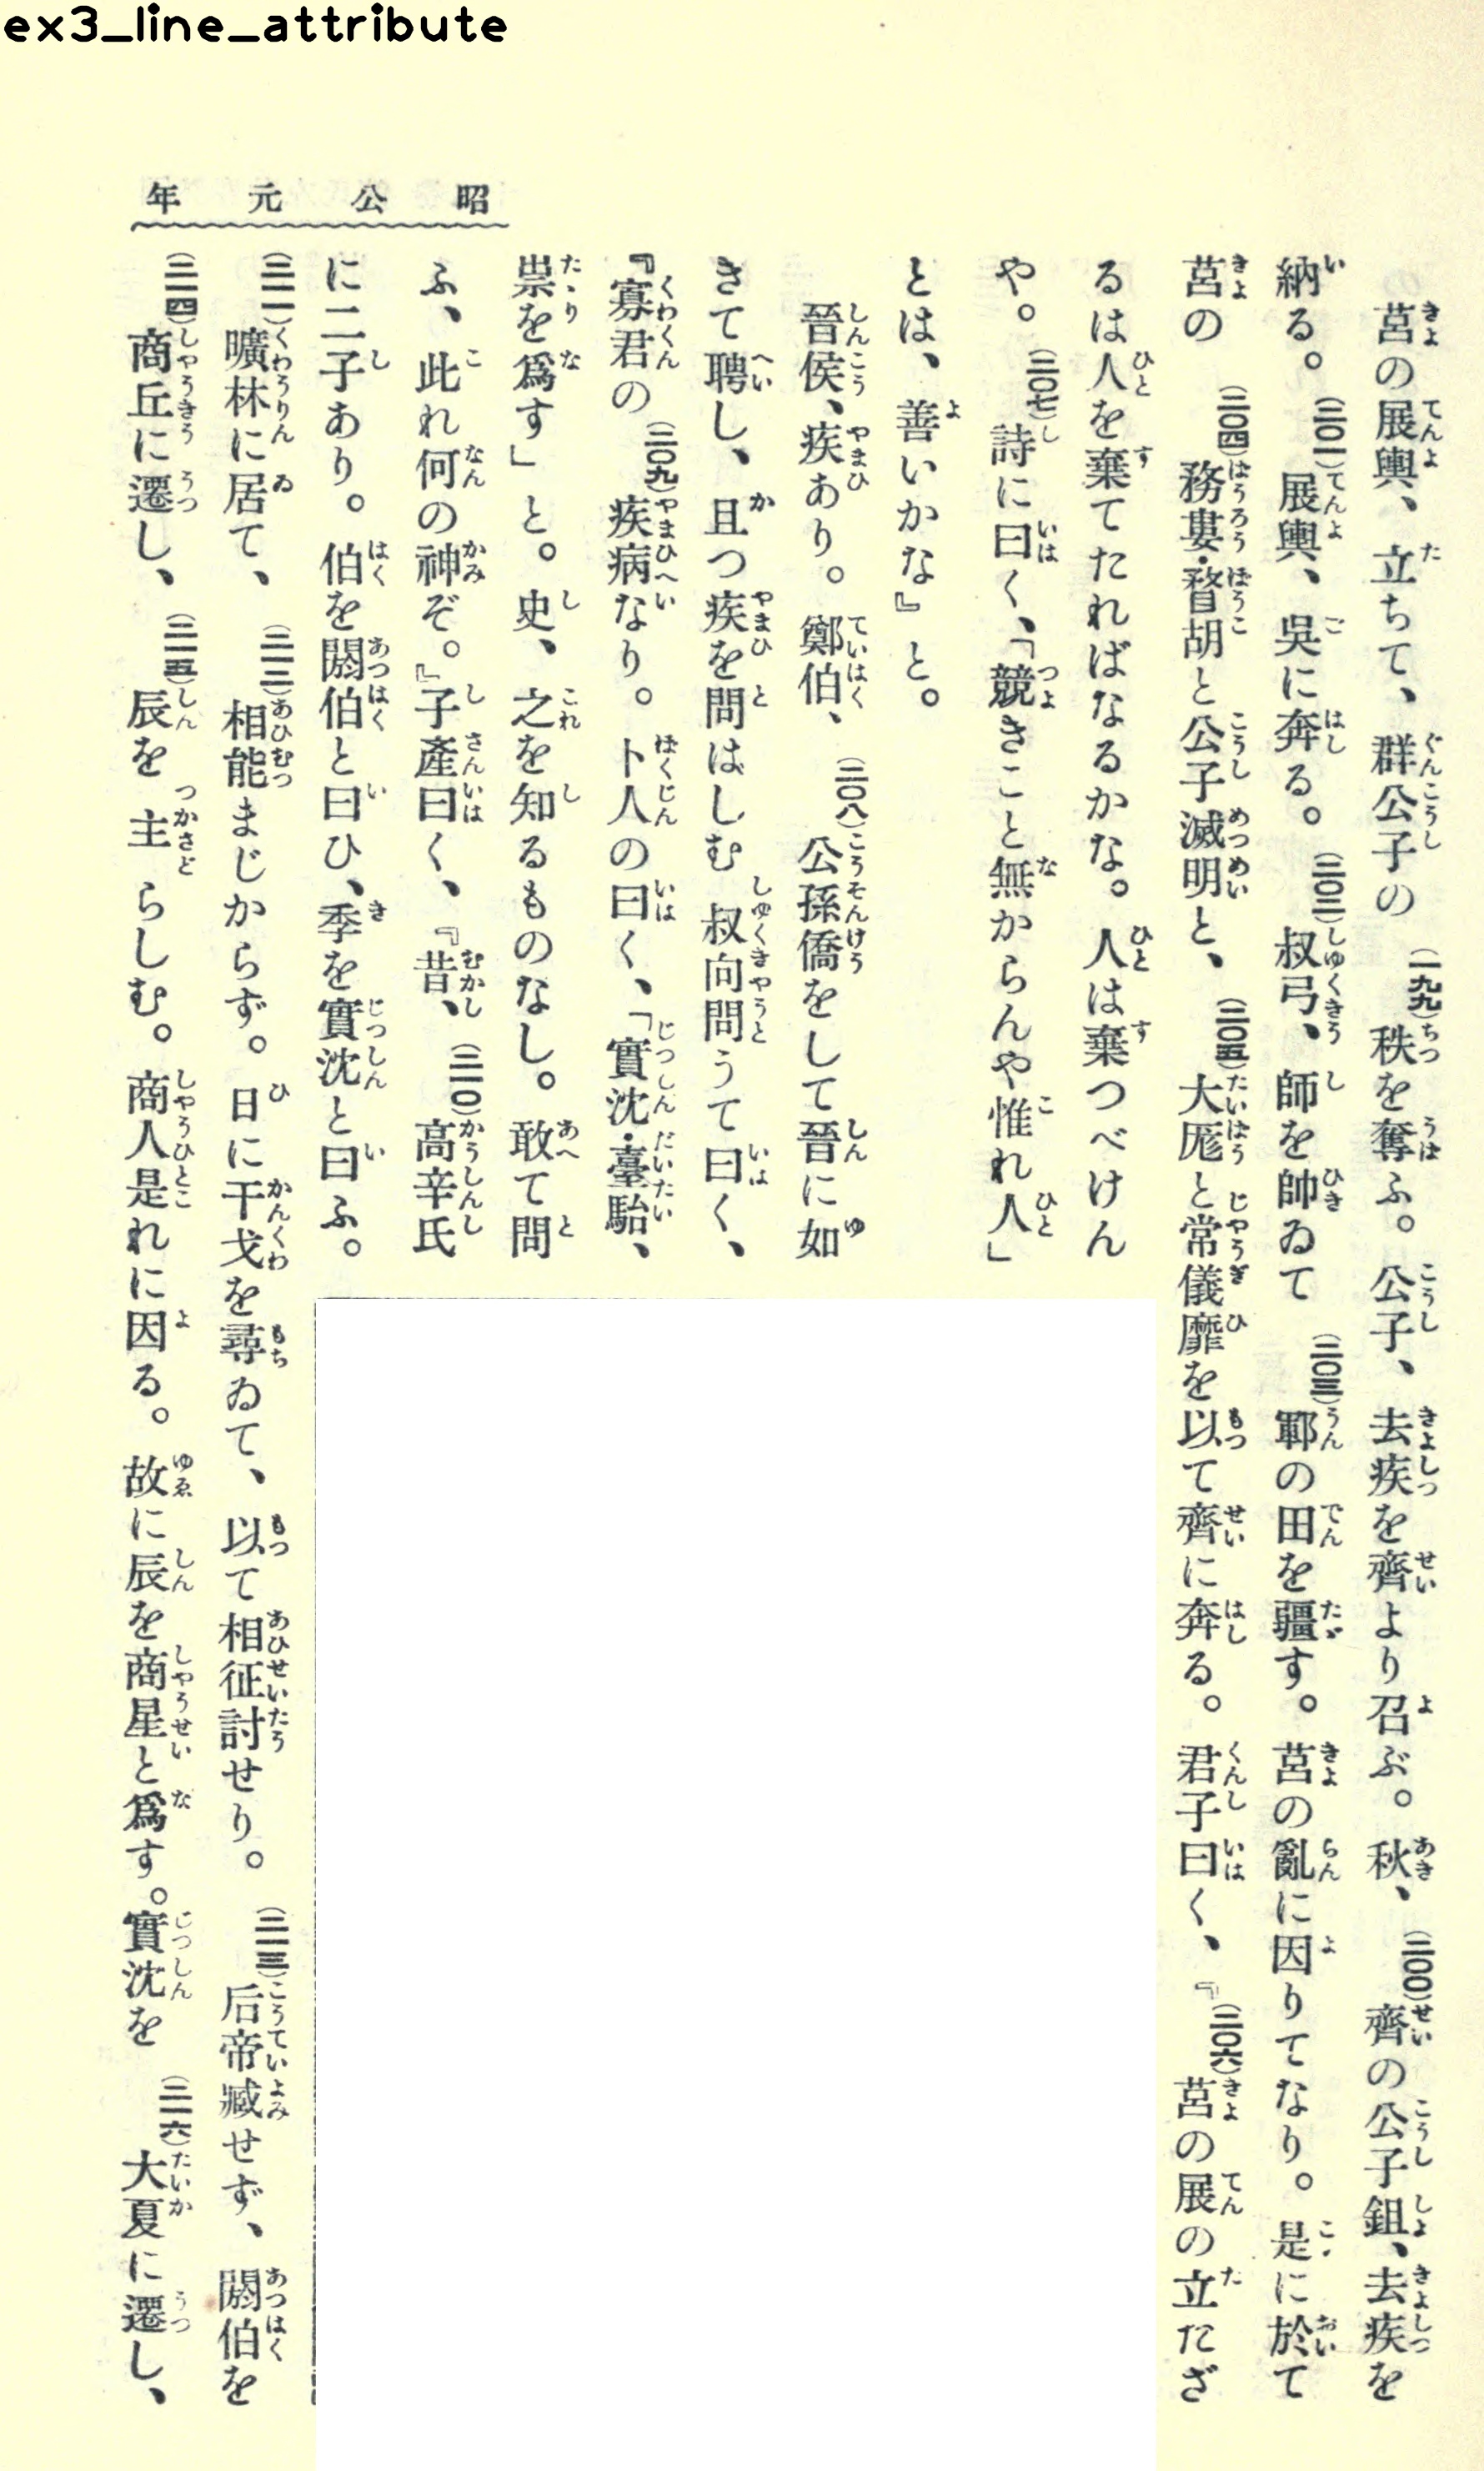 ex3_line_attribute
昭公元年
莒の展輿、立ちて、群公子の(一九九)秩を奪ふ。公子、去疾を齊より召ぶ。秋、(二〇〇)齊の公子鉏、去疾を
納る。(二〇一)展輿、吳に奔る。(二〇二)叔弓、師を帥ゐて(二〇三)鄆の田を疆す。莒の亂に因りてなり。是に於て
莒の(二〇四)務婁・瞀胡と公子滅明と、(二〇五)大厖と常儀靡を以て齊に奔る。君子曰く、『(二〇六)莒の展の立たざ
るは人を棄てたればなるかな。人は棄つべけん
や。(二〇七)詩に曰く、「競きこと無からんや惟れ人」
とは、善いかな』と。
晉侯、疾あり。鄭伯、(二〇八)公孫僑をして晉に如
きて聘し、且つ疾を問はしむ叔向問うて曰く、
『寡君の(二〇九)疾病なり。卜人の曰く、「實沈・臺駘、
祟を爲す」と。史、之を知るものなし。敢て問
ふ、此れ何の神ぞ。』子產曰く、『昔、(二一〇)高辛氏
に二子あり。伯を閼伯と曰ひ、季を實沈と曰ふ。
(二一一)曠林に居て、(二一二)相能まじからず。日に干戈を尋ゐて、以て相征討せり。(二一三)后帝臧せず、閼伯を
(二一四)商丘に遷し、(二一五)辰を主らしむ。商人是れに因る。故に辰を商星と爲す。實沈を(二一六)大夏に遷し、